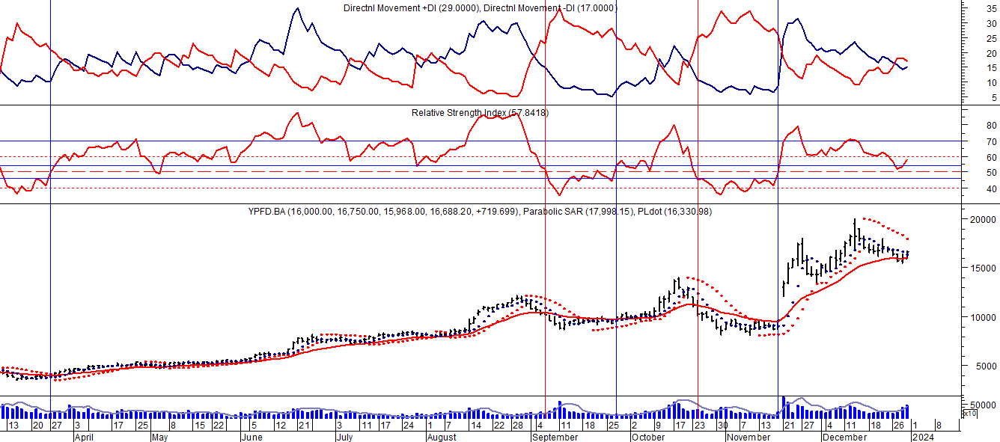 Directnl Movement +DI (29.0000), Directnl Movement -DI (17.0000)
35
30
25
20
15
10
5
Relative Strength Index (57.8418)
80
70
60
50
40
YPFD.BA (16,000.00, 16,750.00, 15,968.00, 16,688.20, +719.699), Parabolic SAR (17,998.15), PLdot (16,330.98)
20000
15000
10000
5000
50000
x10
13 20 27 3 17 24 2 8 15 22 5 12 21 3 11 17 24 1 7 14 22 28 4 11 18 25 2 9 17 23 30 7 13 21 27 4 11 18 26 1 8
April May June July August September October November December 2024